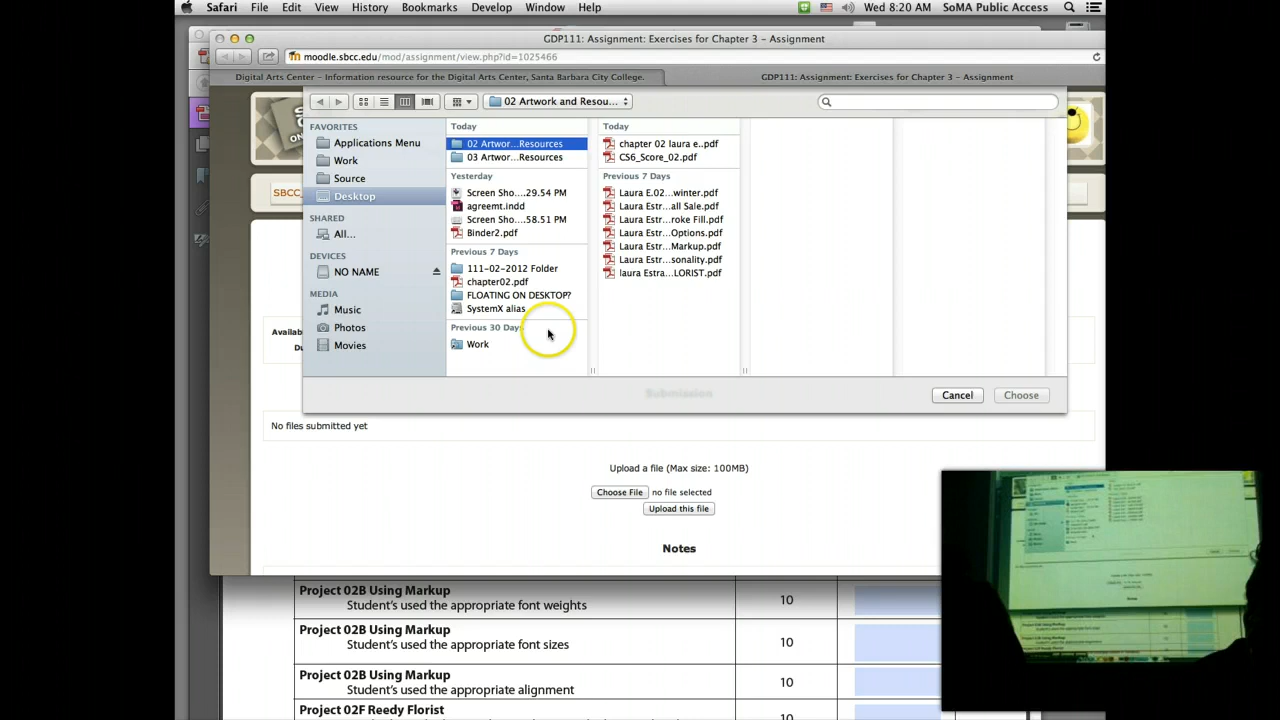 Safari File Edit View History Bookmarks Develop Window Help Wed 8:20 AM SoMA Public Access
GDP111: Assignment: Exercises for Chapter 3 – Assignment
moodle.sbcc.edu/mod/assignment/view.php?id=1025466
Digital Arts Center – Information resource for the Digital Arts Center, Santa Barbara City College. GDP111: Assignment: Exercises for Chapter 3 – Assignment
02 Artwork and Resou...
FAVORITES
Applications Menu
Work
Source
Desktop
SHARED
All...
DEVICES
NO NAME
MEDIA
Music
Photos
Movies
Today
02 Artwor...Resources
03 Artwor...Resources
Yesterday
Screen Sho....29.54 PM
agreemt.indd
Screen Sho....58.51 PM
Binder2.pdf
Previous 7 Days
111-02-2012 Folder
chapter02.pdf
FLOATING ON DESKTOP?
SystemX alias
Previous 30 Days
Work
Today
chapter 02 laura e..pdf
CS6_Score_02.pdf
Previous 7 Days
Laura E.02...winter.pdf
Laura Estr...all Sale.pdf
Laura Estr...roke Fill.pdf
Laura Estr...Options.pdf
Laura Estr...Markup.pdf
Laura Estr...sonality.pdf
laura Estra...LORIST.pdf
SBCC
ON
Availab
Du
Submission
Cancel Choose
No files submitted yet
Upload a file (Max size: 100MB)
Choose File no file selected
Upload this file
Notes
Project 02B Using Markup
Student's used the appropriate font weights 10
Project 02B Using Markup
Student's used the appropriate font sizes 10
Project 02B Using Markup
Student's used the appropriate alignment 10
Project 02F Reedy Florist
10